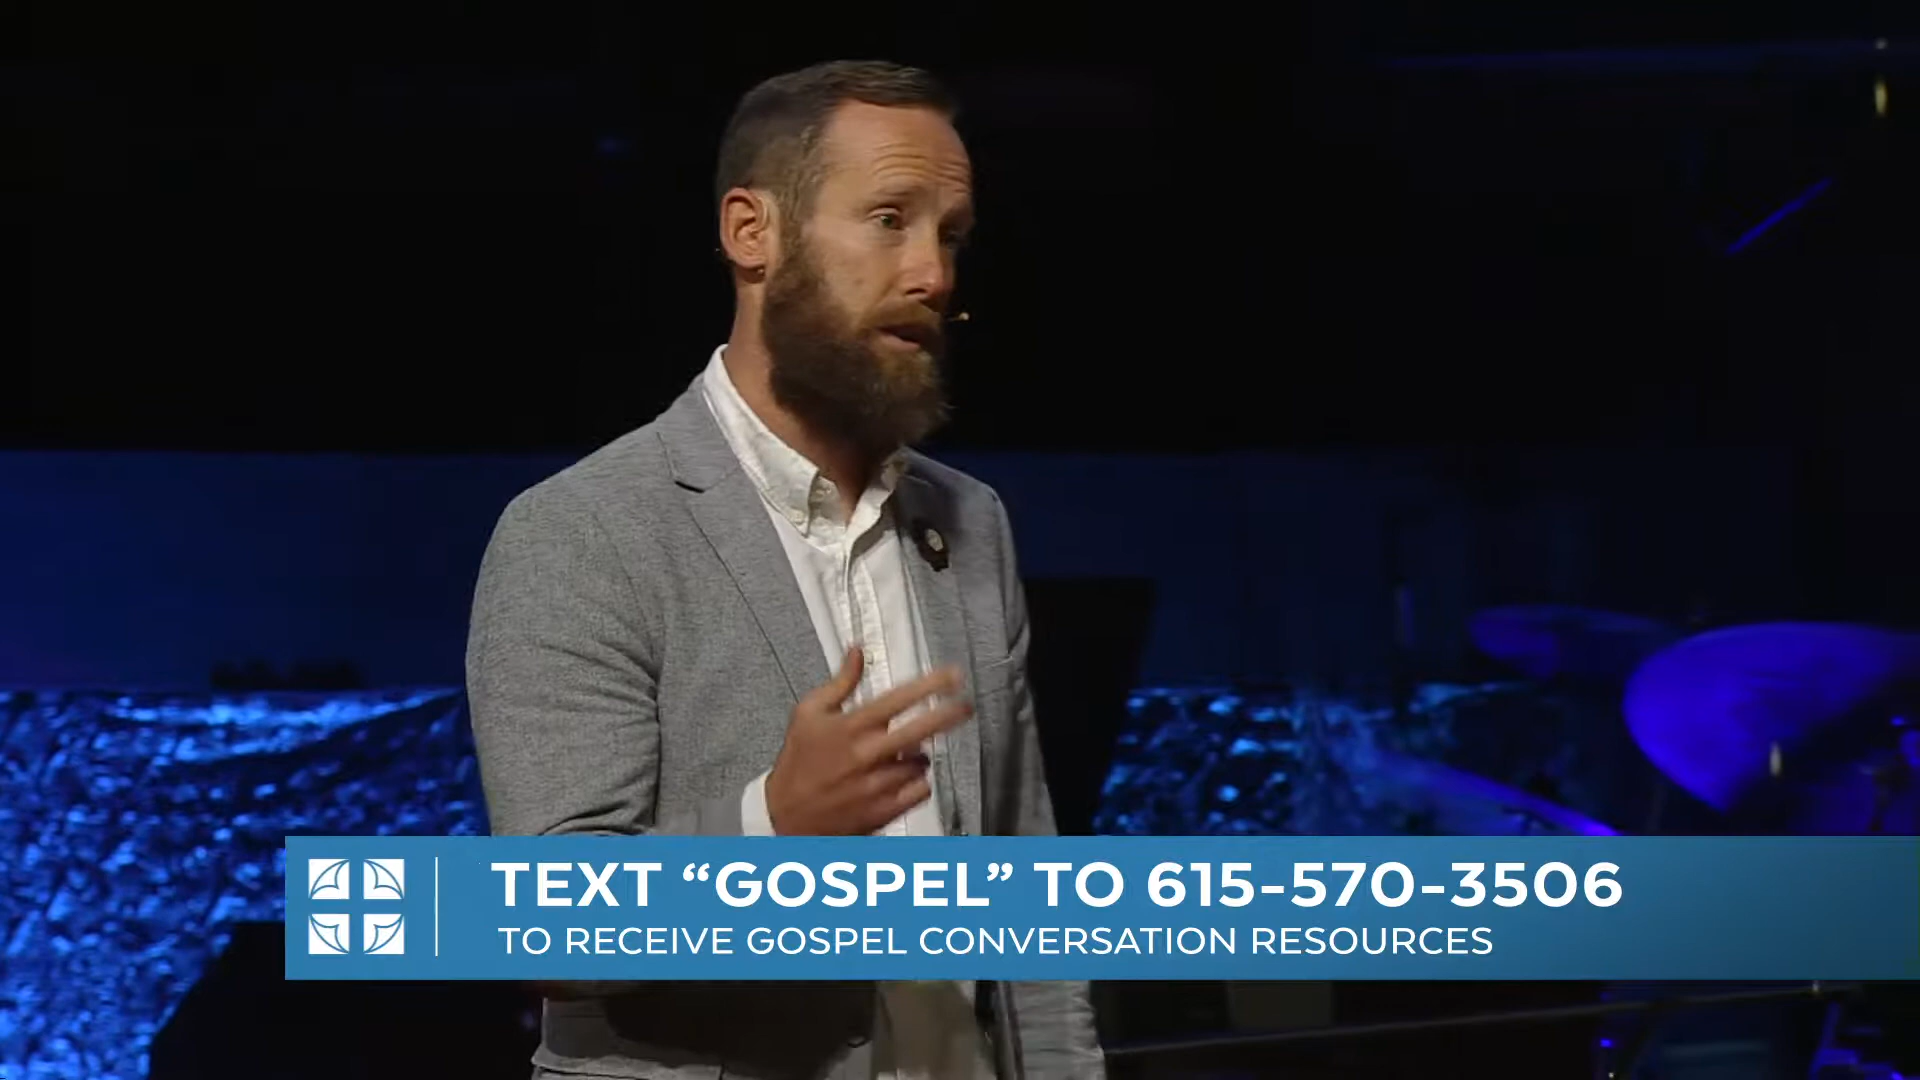 TEXT “GOSPEL” TO 615-570-3506
TO RECEIVE GOSPEL CONVERSATION RESOURCES